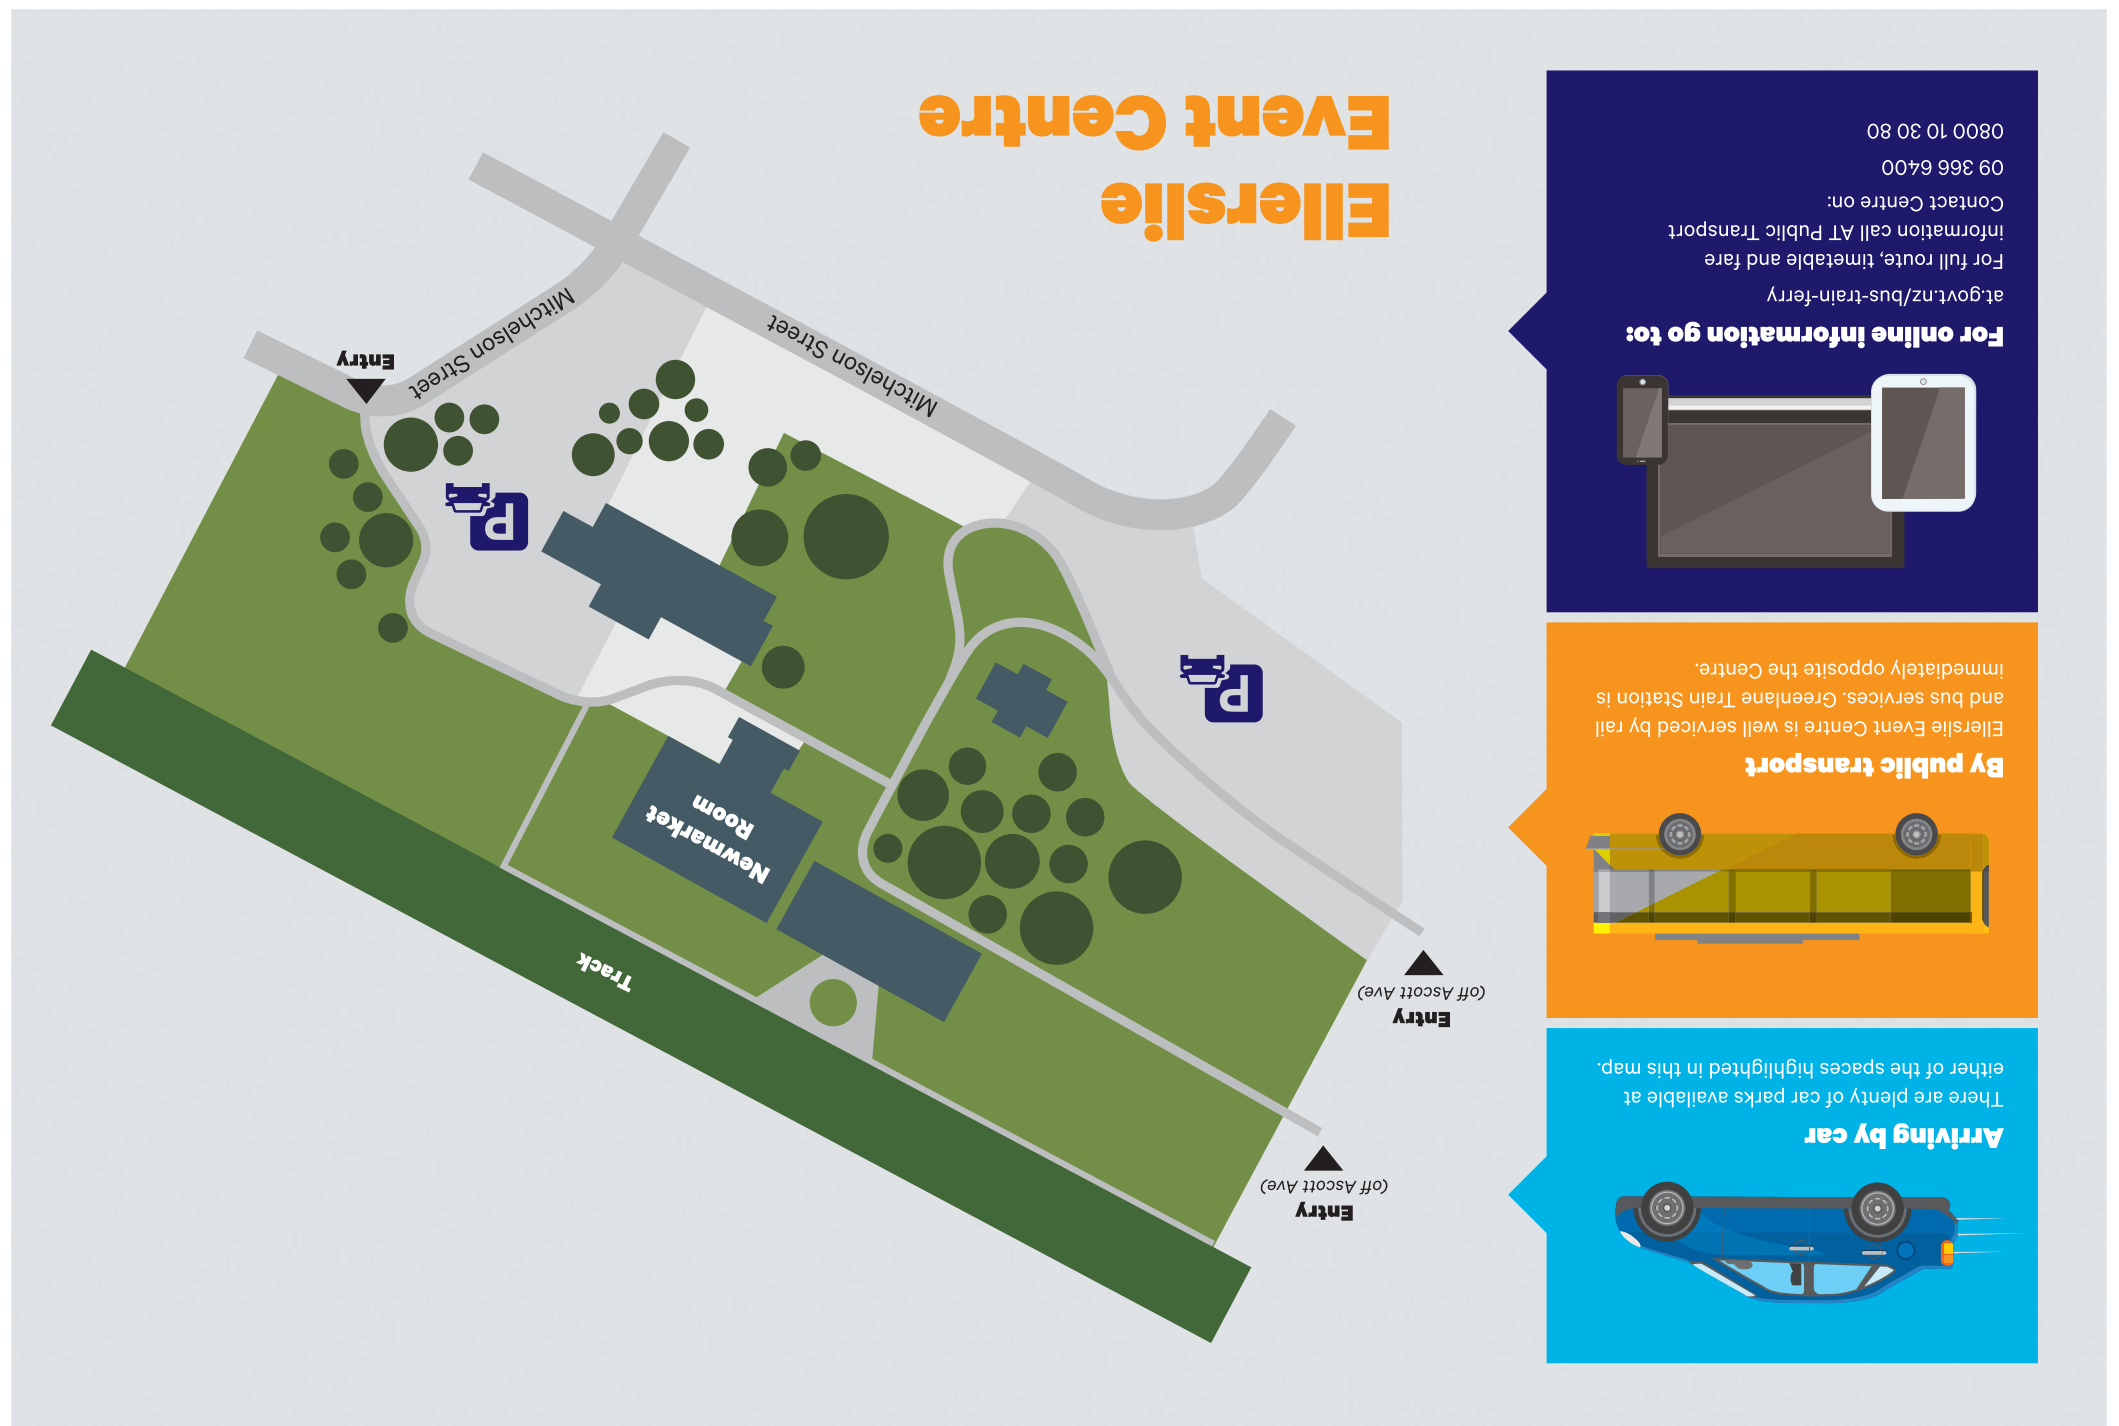 Ellerslie
Event Centre
Arriving by car
There are plenty of car parks available at
either of the spaces highlighted in this map.
By public transport
Ellerslie Event Centre is well serviced by rail
and bus services. Greenlane Train Station is
immediately opposite the Centre.
For online information go to:
at.govt.nz/bus-train-ferry
For full route, timetable and fare
information call AT Public Transport
Contact Centre on:
09 366 6400
0800 10 30 80
Entry
(off Ascott Ave)
Entry
(off Ascott Ave)
Track
Newmarket
Room
P
P
Mitchelson Street
Mitchelson Street
Entry